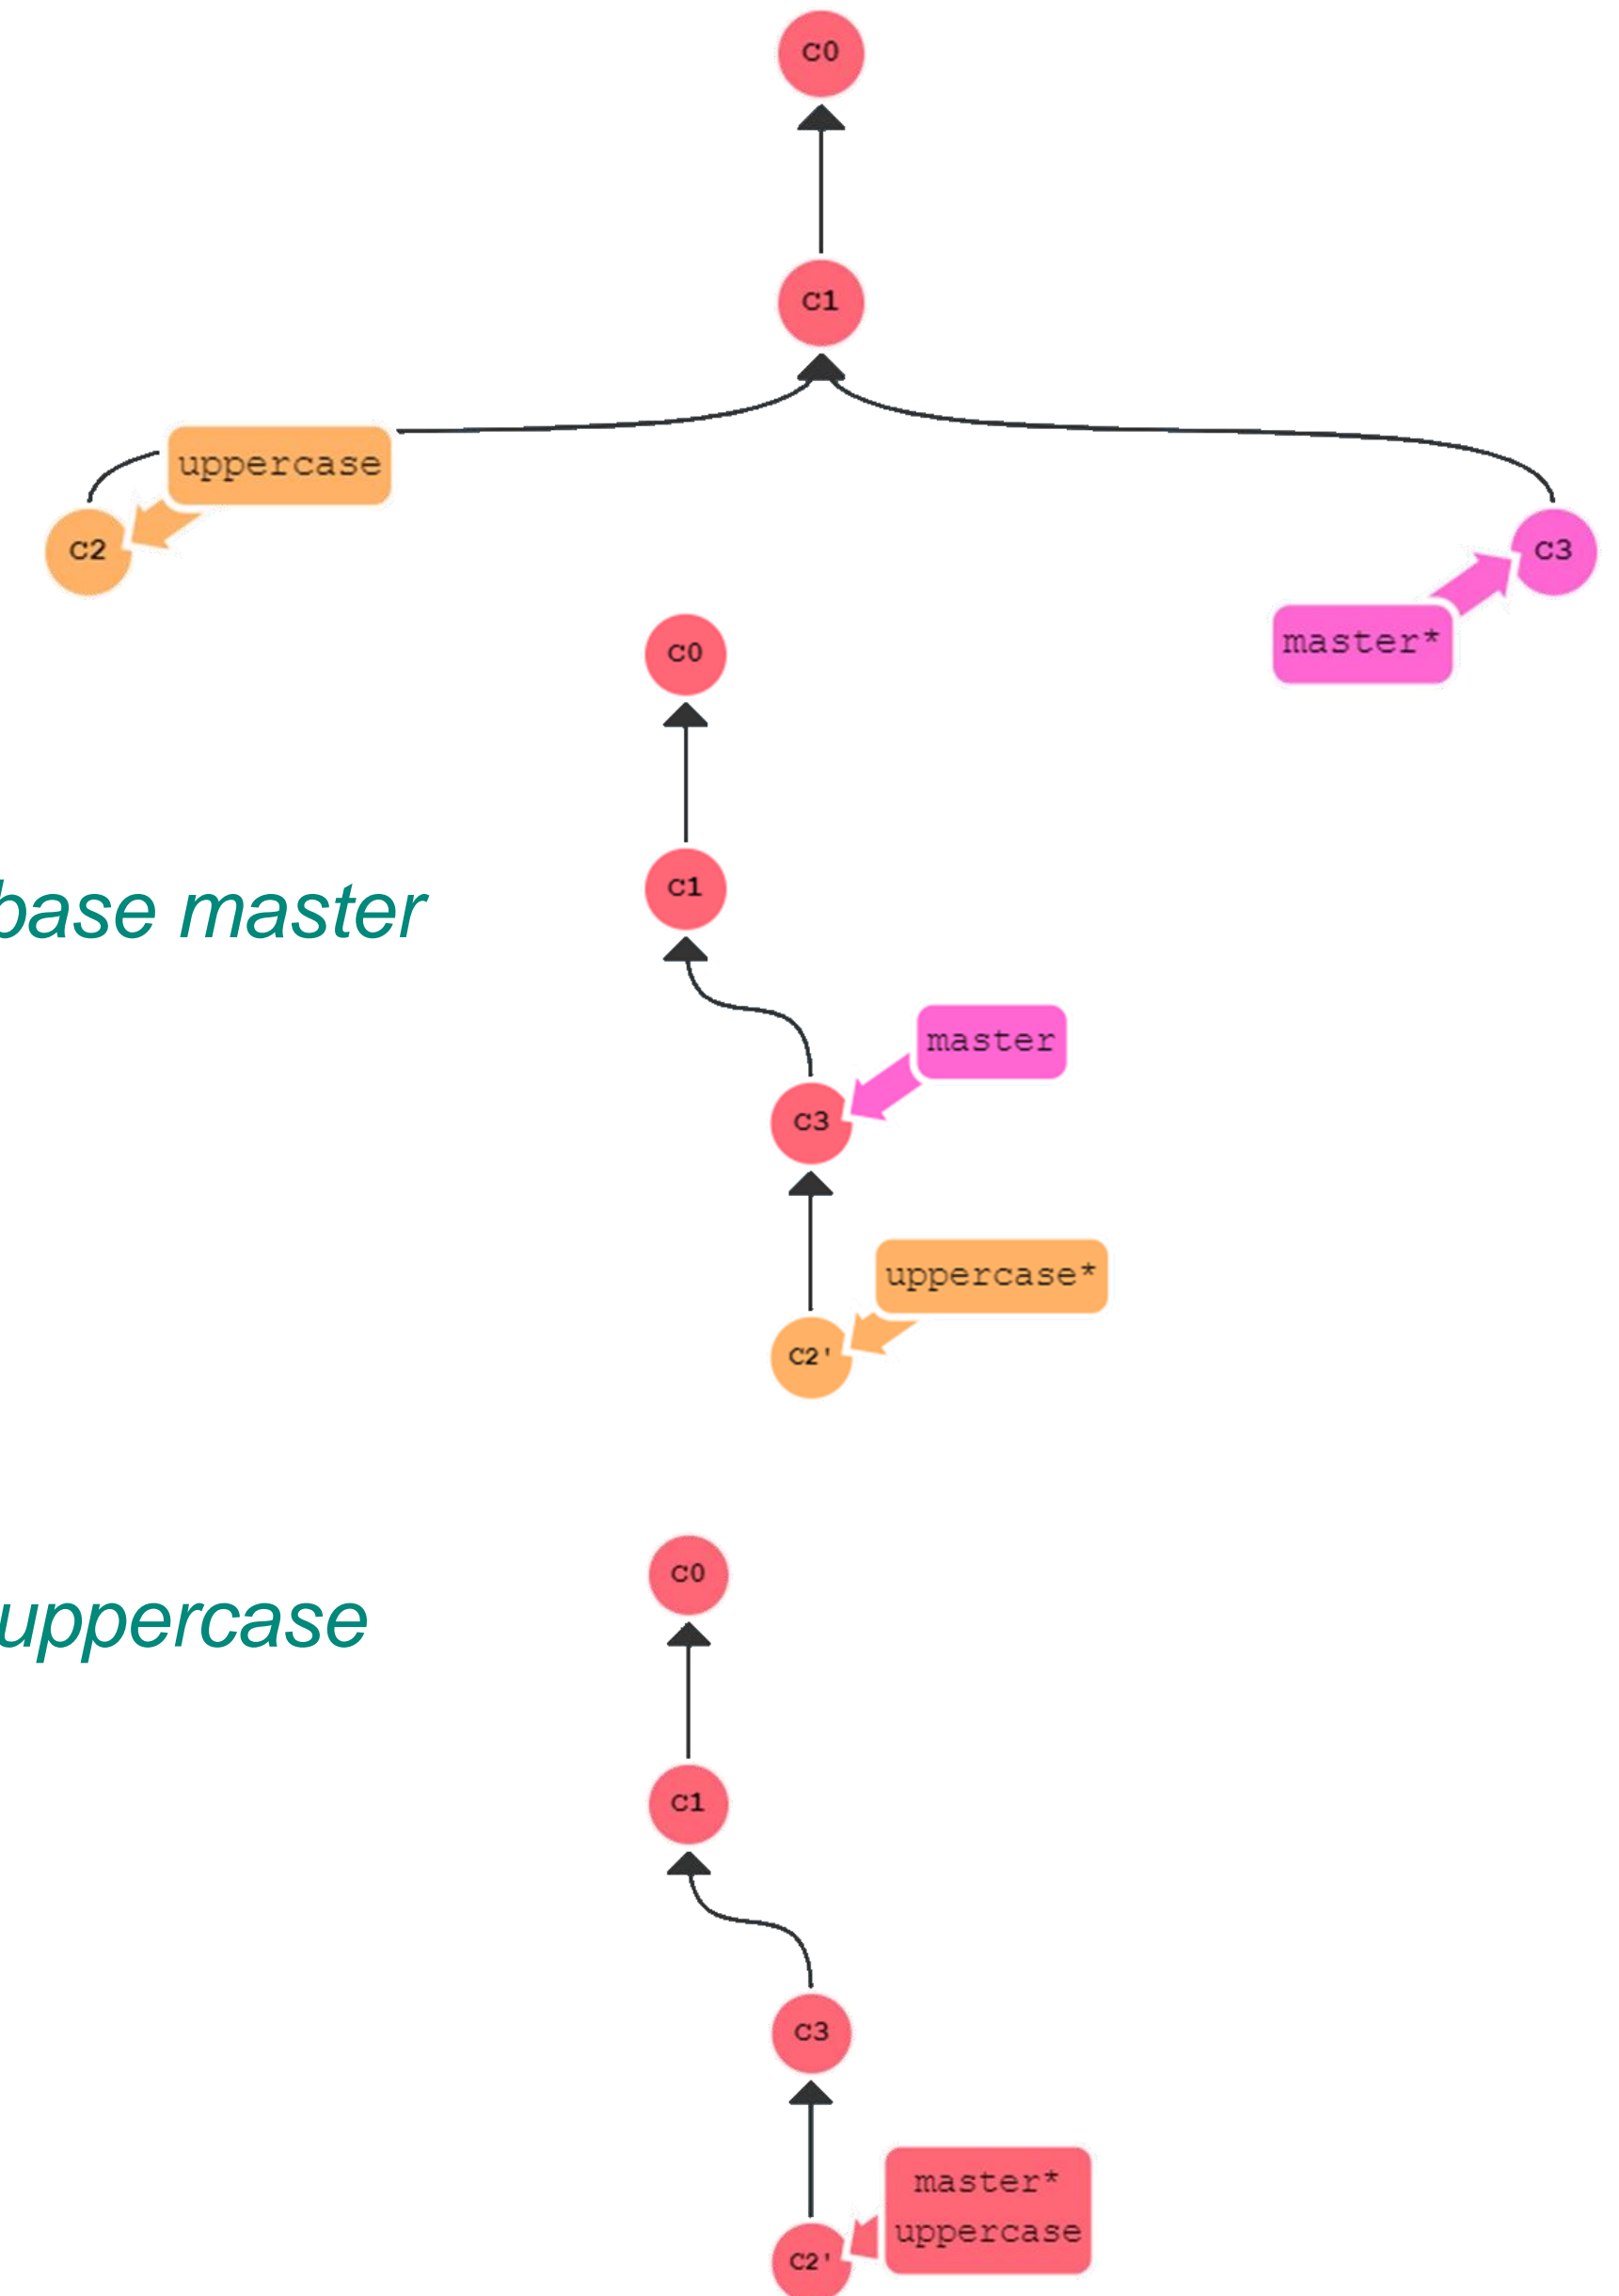 C0
C1
uppercase
C2
C3
master*
C0
C1
base master
master
C3
uppercase*
C2'
C0
uppercase
C1
C3
master*
uppercase
C2'